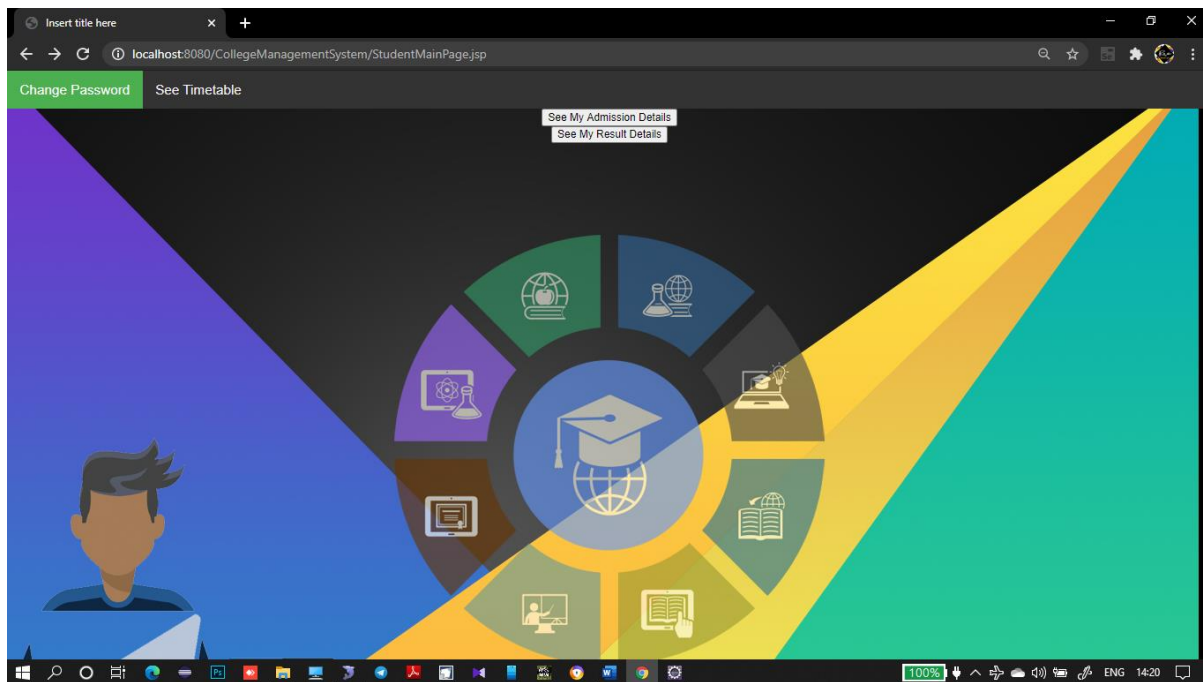 Insert title here
localhost:8080/CollegeManagementSystem/StudentMainPage.jsp
Change Password See Timetable
See My Admission Details
See My Result Details
100% ENG 14:20